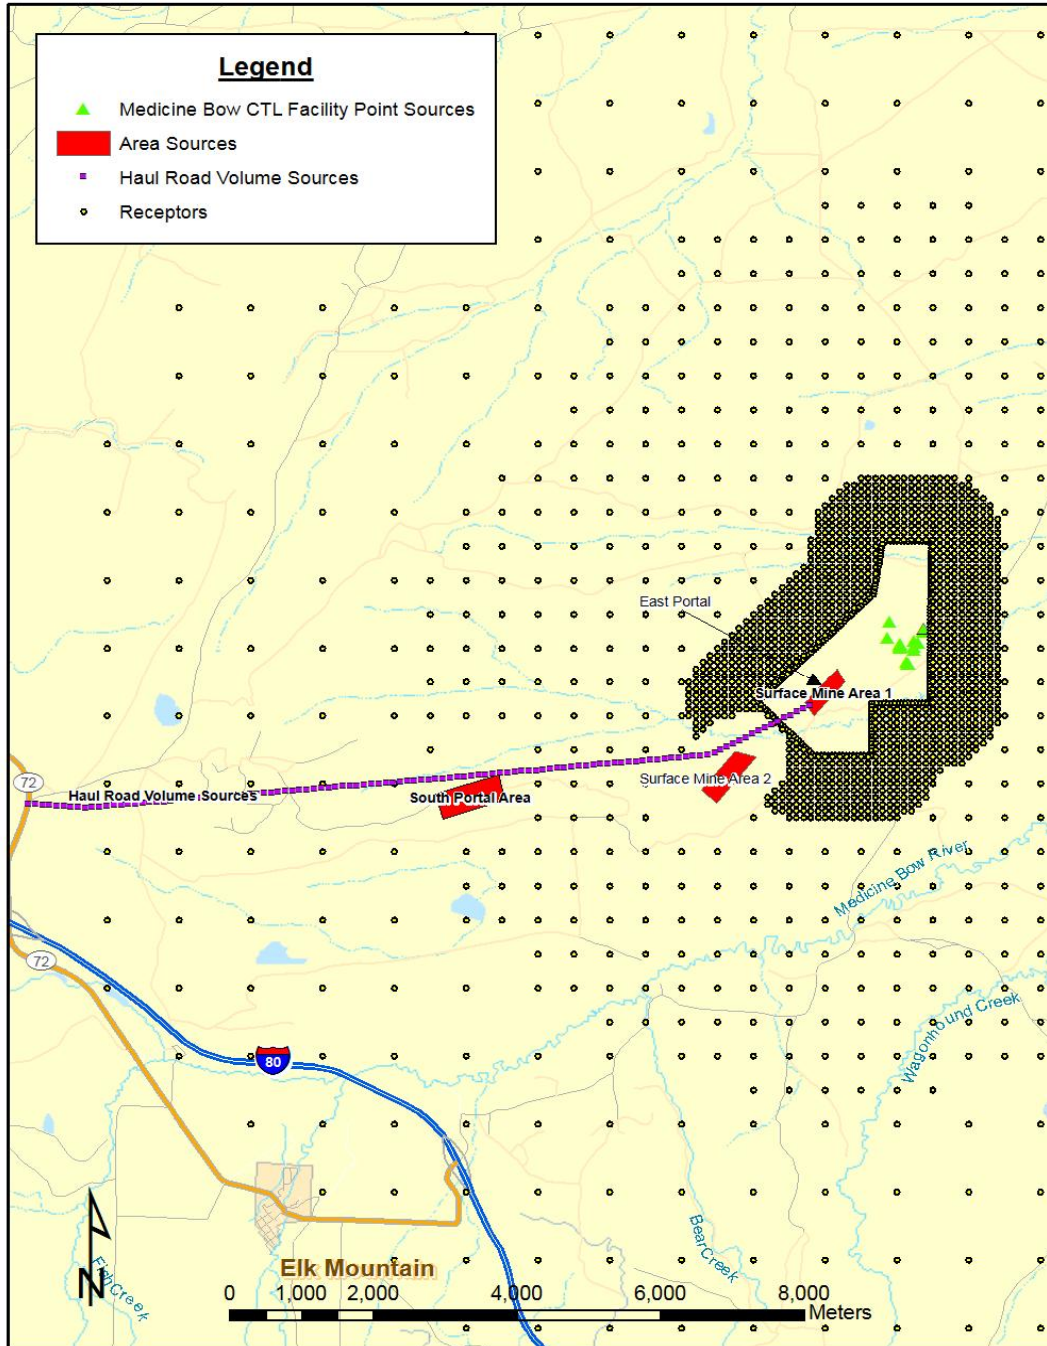 Legend
Medicine Bow CTL Facility Point Sources
Area Sources
Haul Road Volume Sources
Receptors
East Portal
Surface Mine Area 1
Surface Mine Area 2
72
Haul Road Volume Sources
South Portal Area
Medicine Bow River
72
Wagonhound Creek
80
Bear Creek
Fish Creek
N
Elk Mountain
0 1,000 2,000 4,000 6,000 8,000
Meters